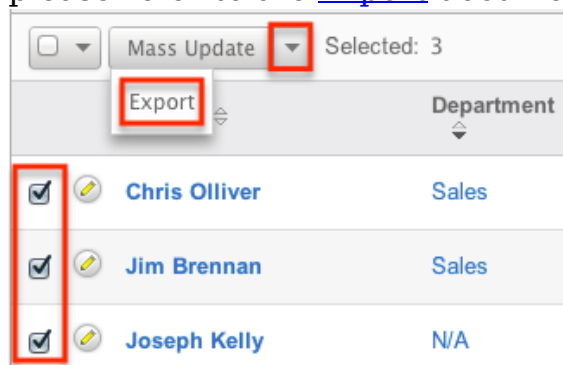 Mass Update Selected: 3
Export
Department
Chris Olliver Sales
Jim Brennan Sales
Joseph Kelly N/A